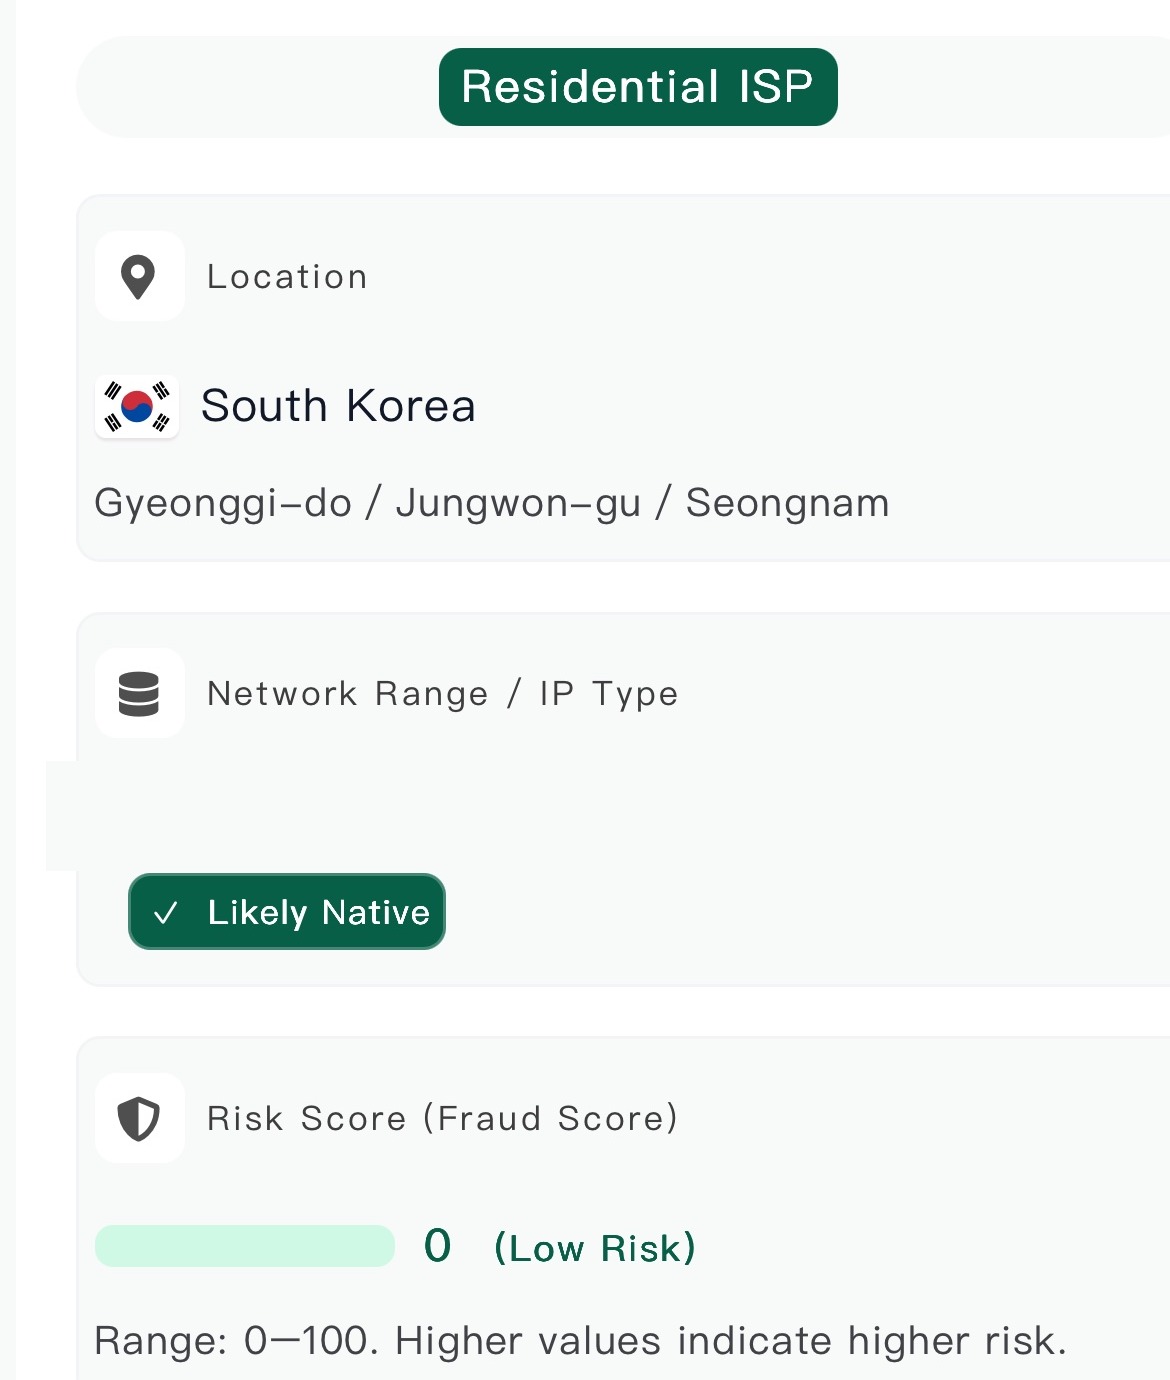 Residential ISP
Location
South Korea
Gyeonggi-do / Jungwon-gu / Seongnam
Network Range / IP Type
✓ Likely Native
Risk Score (Fraud Score)
0 (Low Risk)
Range: 0—100. Higher values indicate higher risk.